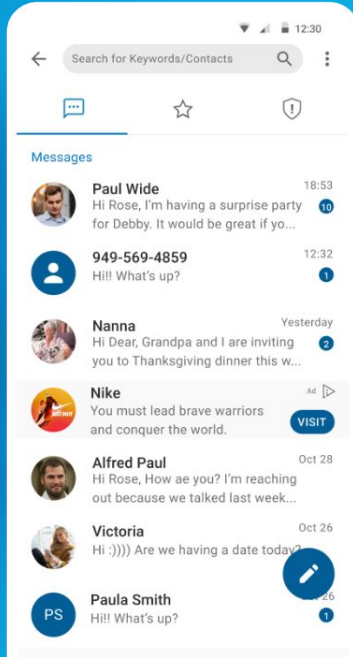 12:30
Search for Keywords/Contacts
Messages
Paul Wide
18:53
Hi Rose, I'm having a surprise party
10
for Debby. It would be great if yo...
949-569-4859
12:32
Hi!! What's up?
1
Nanna
Yesterday
Hi Dear, Grandpa and I are inviting
2
you to Thanksgiving dinner this w...
Nike
Ad
You must lead brave warriors
and conquer the world.
VISIT
Alfred Paul
Oct 28
Hi Rose, How ae you? I'm reaching
out because we talked last week...
Victoria
Oct 26
Hi :)))) Are we having a date today?
PS
Paula Smith
26
Hi!! What's up?
1